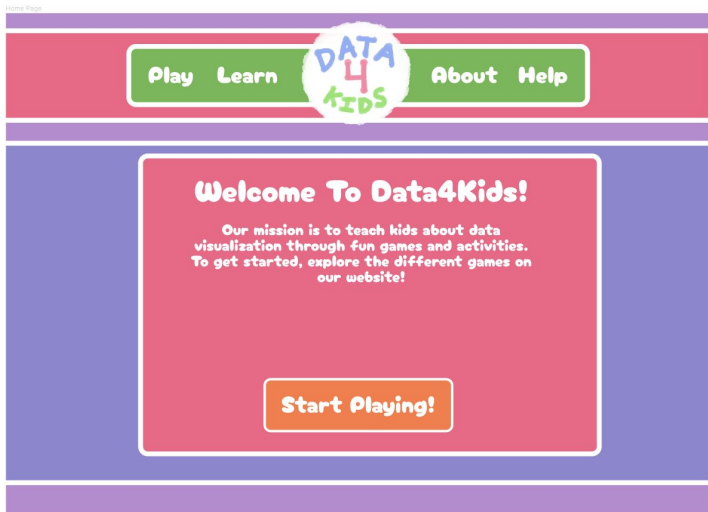 Home Page
Play Learn DATA 4 KIDS About Help
Welcome To Data4Kids!
Our mission is to teach kids about data
visualization through fun games and activities.
To get started, explore the different games on
our website!
Start Playing!